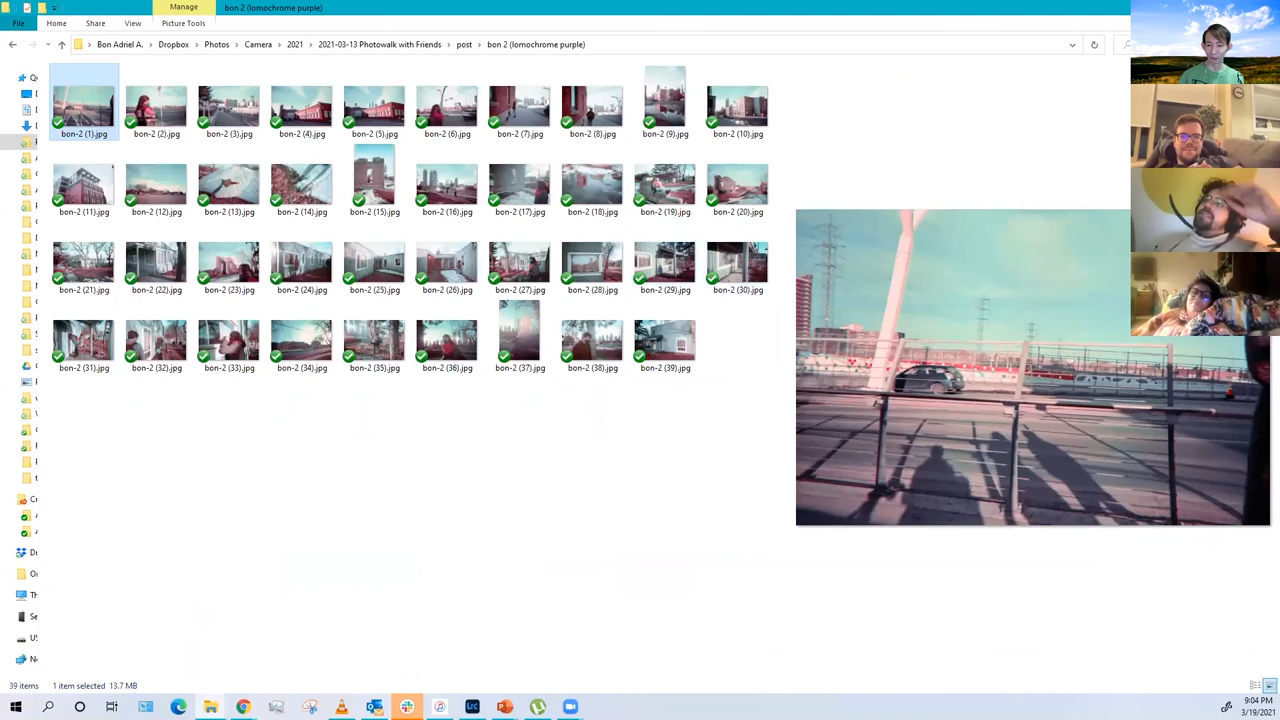 Manage
bon 2 (lomochrome purple)
File
Home
Share
View
Picture Tools
Bon Adriel A.
Dropbox
Photos
Camera
2021
2021-03-13 Photowalk with Friends
post
bon 2 (lomochrome purple)
bon-2 (1).jpg
bon-2 (2).jpg
bon-2 (3).jpg
bon-2 (4).jpg
bon-2 (5).jpg
bon-2 (6).jpg
bon-2 (7).jpg
bon-2 (8).jpg
bon-2 (9).jpg
bon-2 (10).jpg
bon-2 (11).jpg
bon-2 (12).jpg
bon-2 (13).jpg
bon-2 (14).jpg
bon-2 (15).jpg
bon-2 (16).jpg
bon-2 (17).jpg
bon-2 (18).jpg
bon-2 (19).jpg
bon-2 (20).jpg
bon-2 (21).jpg
bon-2 (22).jpg
bon-2 (23).jpg
bon-2 (24).jpg
bon-2 (25).jpg
bon-2 (26).jpg
bon-2 (27).jpg
bon-2 (28).jpg
bon-2 (29).jpg
bon-2 (30).jpg
bon-2 (31).jpg
bon-2 (32).jpg
bon-2 (33).jpg
bon-2 (34).jpg
bon-2 (35).jpg
bon-2 (36).jpg
bon-2 (37).jpg
bon-2 (38).jpg
bon-2 (39).jpg
39 items
1 item selected
13.7 MB
Lrc
9:04 PM
3/19/2021